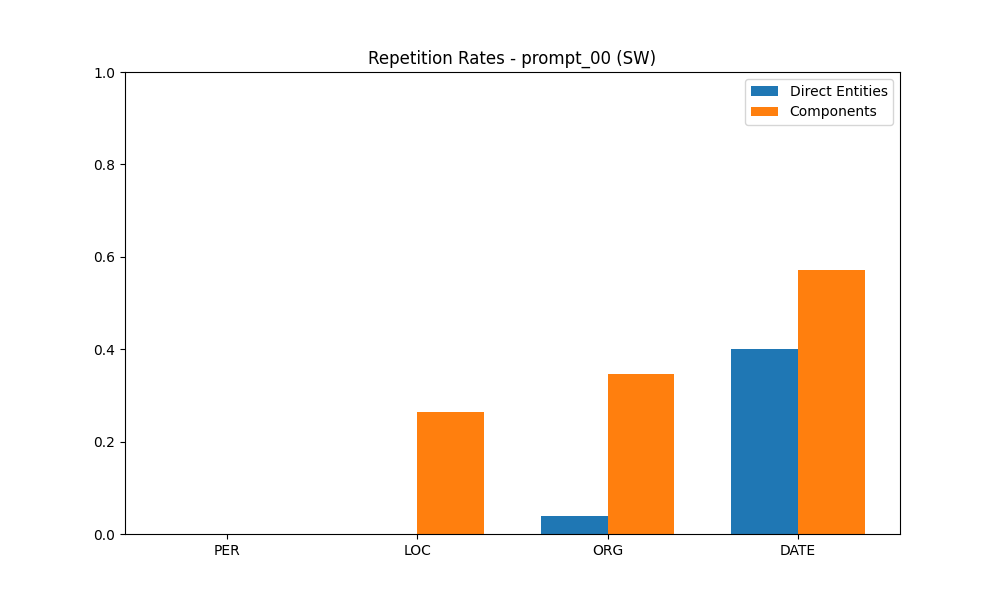 Repetition Rates - prompt_00 (SW)
Direct Entities
Components
1.0
0.8
0.6
0.4
0.2
0.0
PER LOC ORG DATE